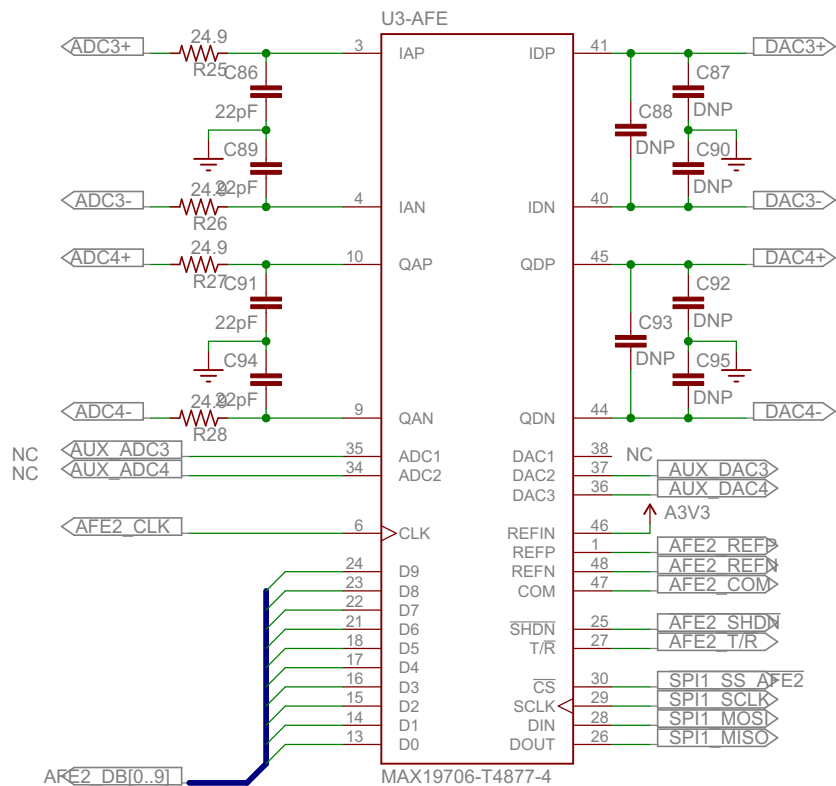 U3-AFE
ADC3+ 24.9 3 IAP IDP 41 DAC3+
R25 C86 C87
22pF C88 DNP
C89 DNP C90
24.9 22pF DNP
ADC3- 4 IAN IDN 40 DAC3-
R26
24.9
ADC4+ 10 QAP QDP 45 DAC4+
R27 C91 C92
22pF C93 DNP
C94 DNP C95
24.9 22pF DNP
ADC4- 9 QAN QDN 44 DAC4-
R28
NC AUX_ADC3 35 ADC1 DAC1 38 NC
NC AUX_ADC4 34 ADC2 DAC2 37 AUX_DAC3
DAC3 36 AUX_DAC4
A3V3
AFE2_CLK 6 CLK REFIN 46
REFP 1 AFE2_REFP
24 D9 REFN 48 AFE2_REFN
23 D8 COM 47 AFE2_COM
22 D7
21 D6 SHDN 25 AFE2_SHDN
18 D5 T/R 27 AFE2_T/R
17 D4
16 D3 CS 30 SPI1_SS_AFE2
15 D2 SCLK 29 SPI1_SCLK
14 D1 DIN 28 SPI1_MOSI
13 D0 DOUT 26 SPI1_MISO
AFE2_DB[0..9] MAX19706-T4877-4